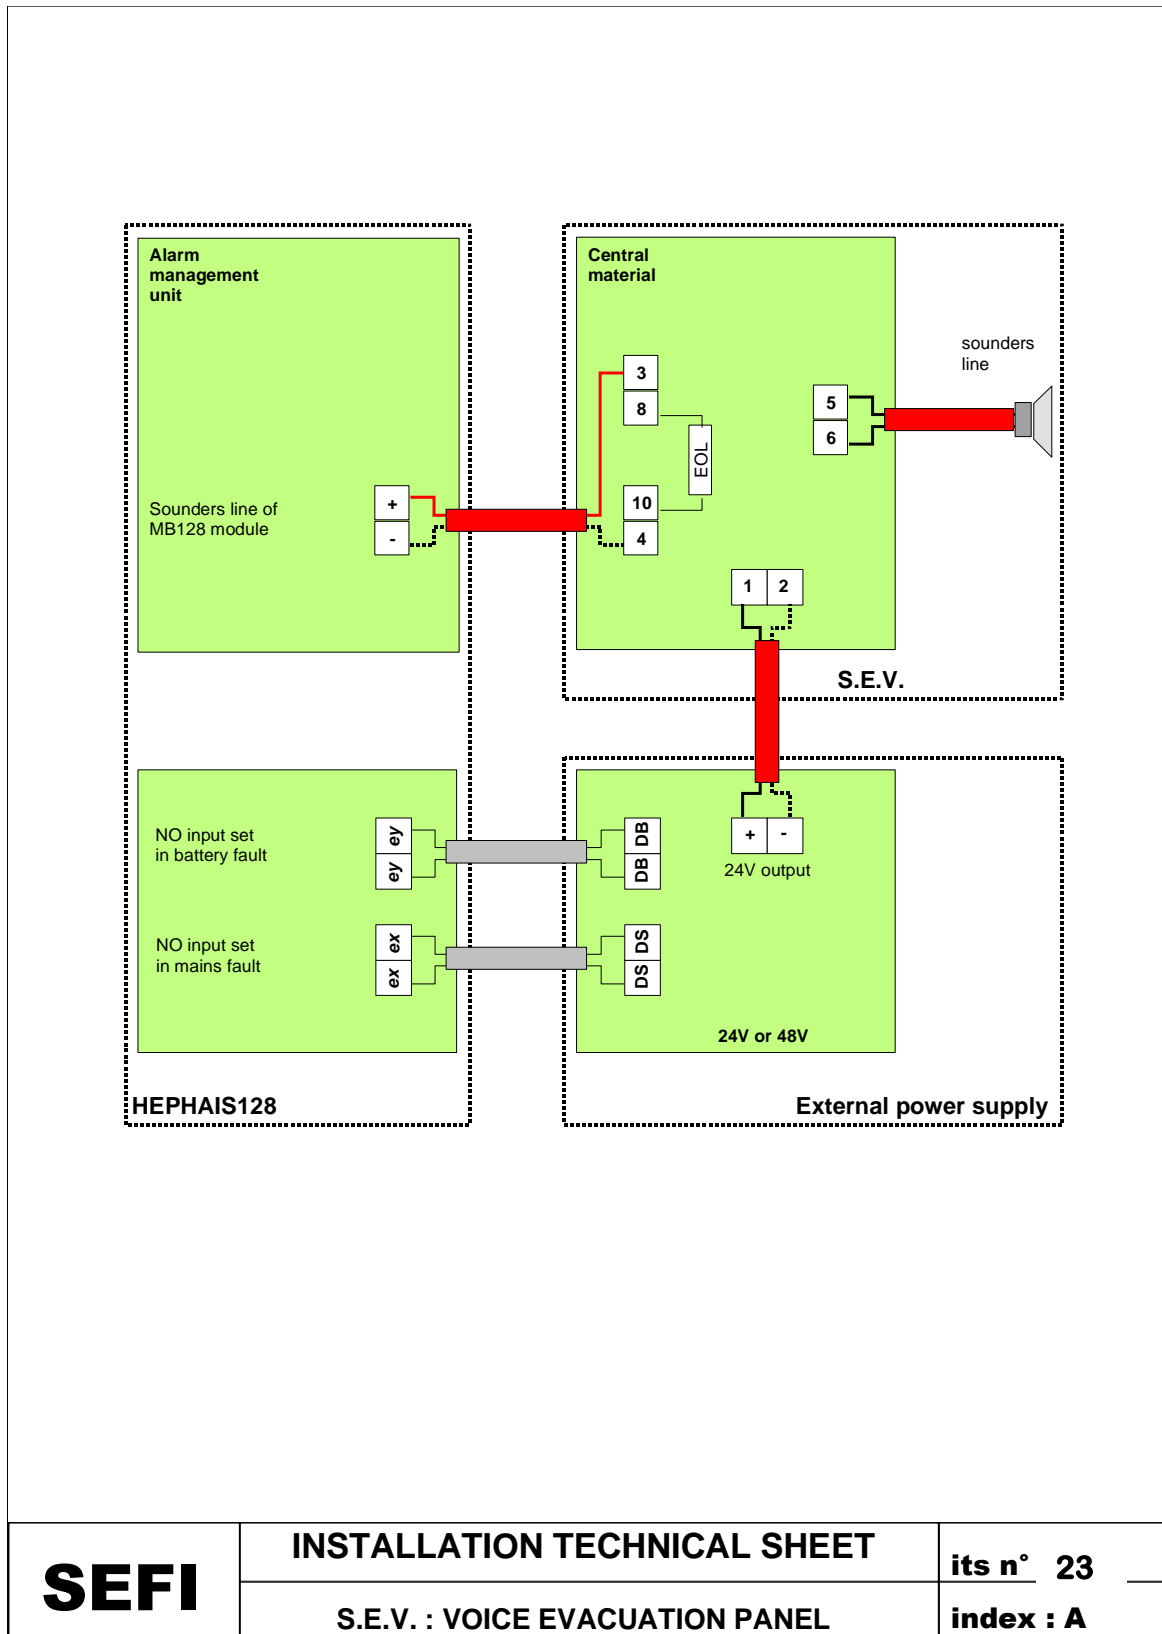 Alarm
management
unit
Central
material
sounders
line
3
8
5
6
EOL
10
4
Sounders line of
MB128 module
+
-
1 2
S.E.V.
NO input set
in battery fault
ey
ey
DB
DB
+ -
24V output
NO input set
in mains fault
ex
ex
DS
DS
24V or 48V
HEPHAIS128
External power supply
SEFI
INSTALLATION TECHNICAL SHEET
its n° 23
S.E.V. : VOICE EVACUATION PANEL
index : A